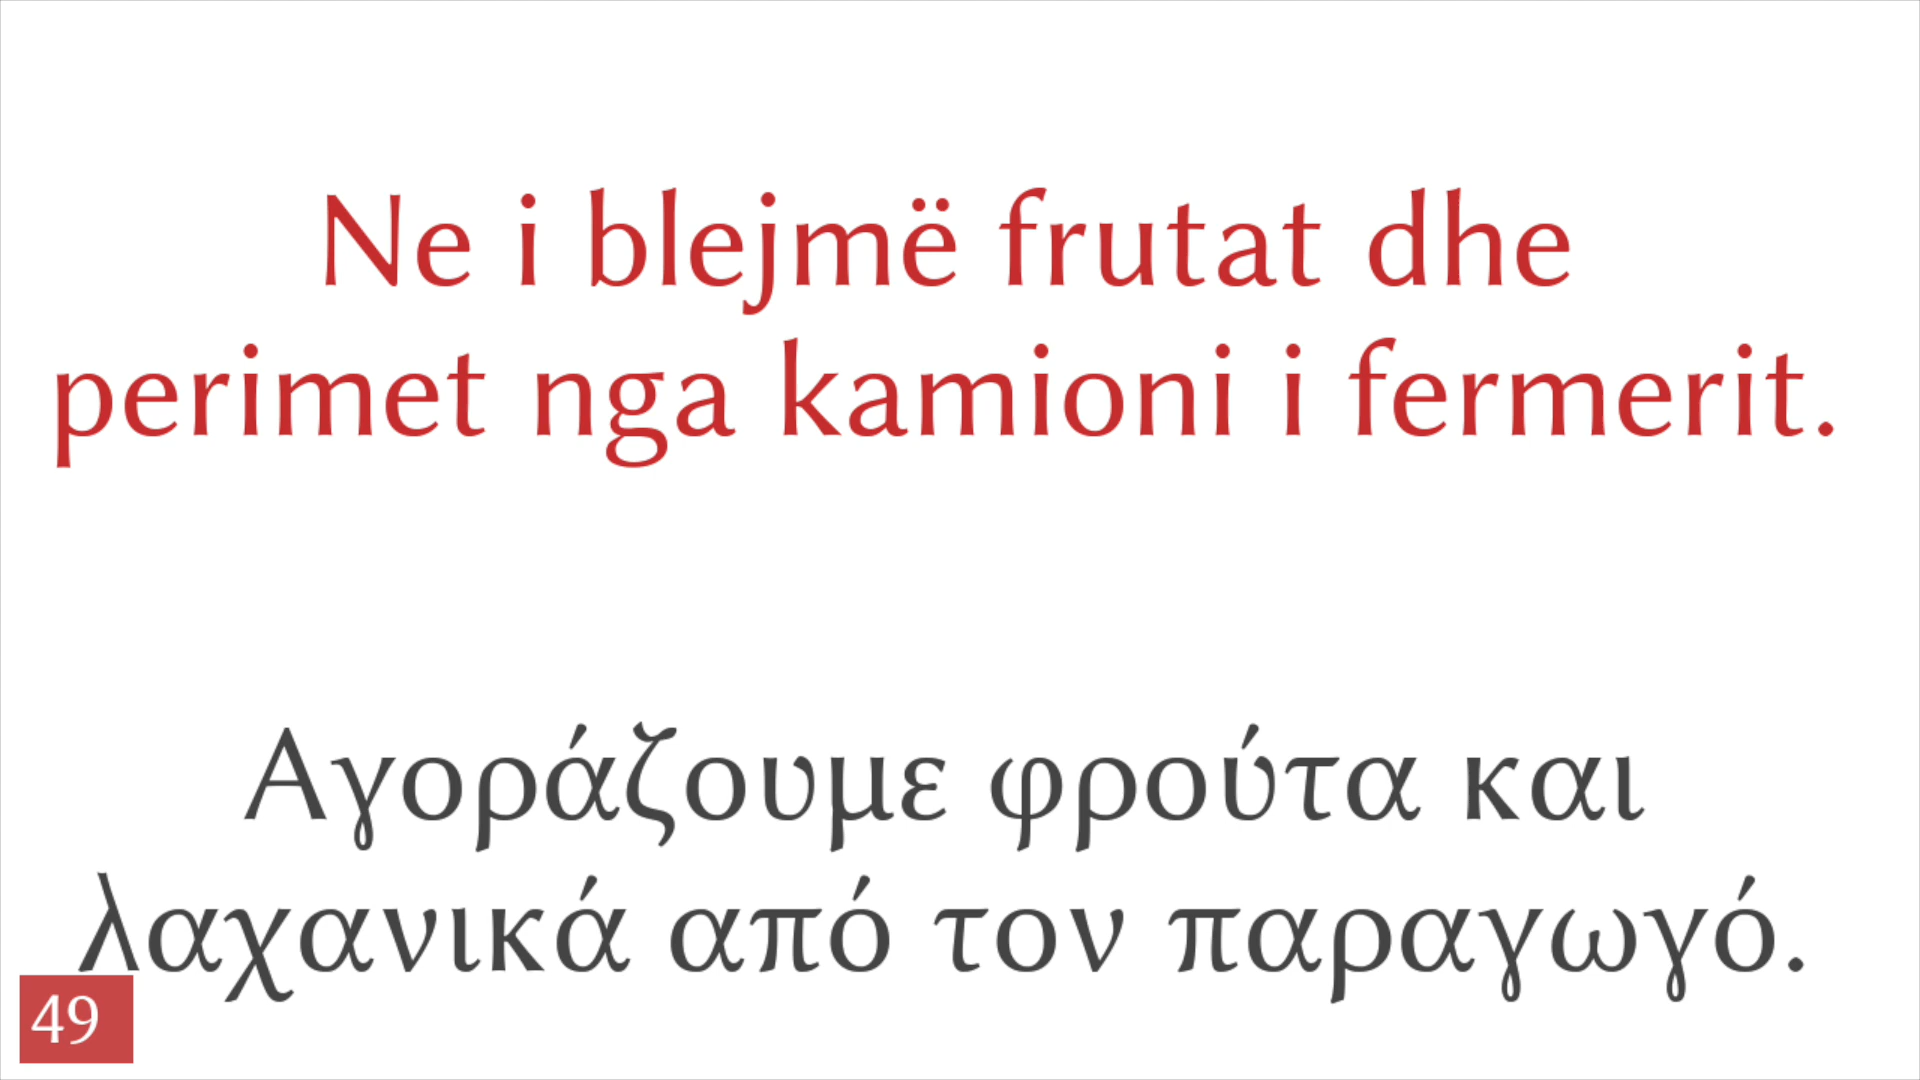 Ne i blejmë frutat dhe
perimet nga kamioni i fermerit.
Αγοράζουμε φρούτα και
λαχανικά από τον παραγωγό.
49